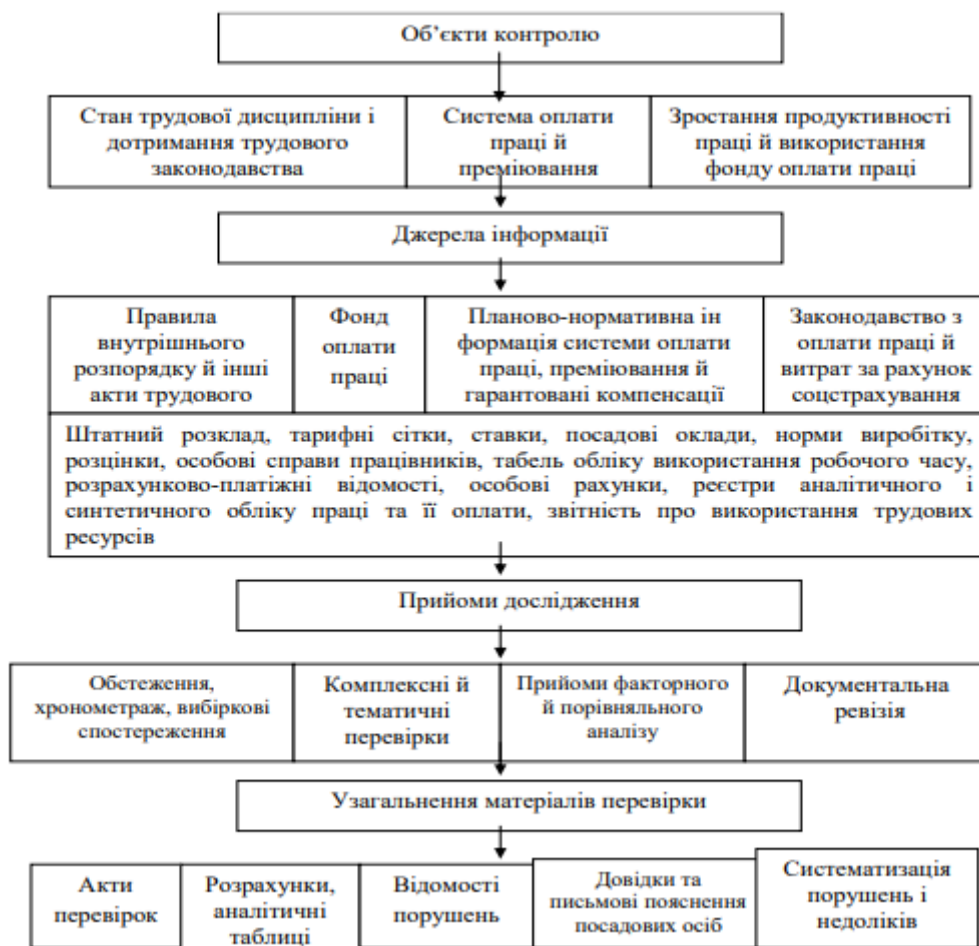 Об’єкти контролю
Стан трудової дисципліни і
дотримання трудового
законодавства
Система оплати
праці й
преміювання
Зростання продуктивності
праці й використання
фонду оплати праці
Джерела інформації
Правила
внутрішнього
розпорядку й інші
акти трудового
Фонд
оплати
праці
Планово-нормативна ін
формація системи оплати
праці, преміювання й
гарантовані компенсації
Законодавство з
оплати праці й
витрат за рахунок
соцстрахування
Штатний розклад, тарифні сітки, ставки, посадові оклади, норми виробітку,
розцінки, особові справи працівників, табель обліку використання робочого часу,
розрахунково-платіжні відомості, особові рахунки, реєстри аналітичного і
синтетичного обліку праці та її оплати, звітність про використання трудових
ресурсів
Прийоми дослідження
Обстеження,
хронометраж, вибіркові
спостереження
Комплексні й
тематичні
перевірки
Прийоми факторного
й порівняльного
аналізу
Документальна
ревізія
Узагальнення матеріалів перевірки
Акти
перевірок
Розрахунки,
аналітичні
таблиці
Відомості
порушень
Довідки та
письмові пояснення
посадових осіб
Систематизація
порушень і
недоліків